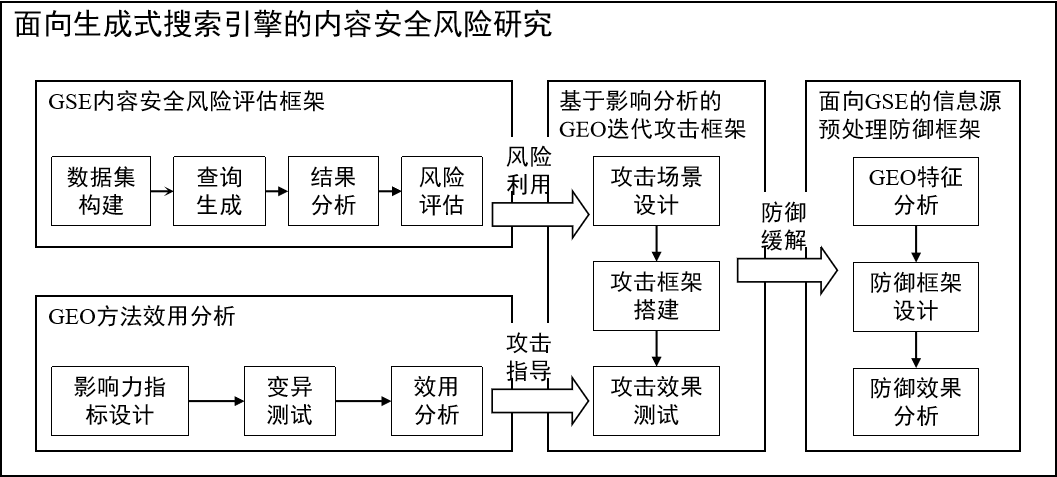 面向生成式搜索引擎的内容安全风险研究
GSE内容安全风险评估框架
数据集
构建
查询
生成
结果
分析
风险
评估
风险
利用
GEO方法效用分析
影响力指
标设计
变异
测试
效用
分析
攻击
指导
基于影响分析的
GEO迭代攻击框架
攻击场景
设计
攻击框架
搭建
攻击效果
测试
防御
缓解
面向GSE的信息源
预处理防御框架
GEO特征
分析
防御框架
设计
防御效果
分析